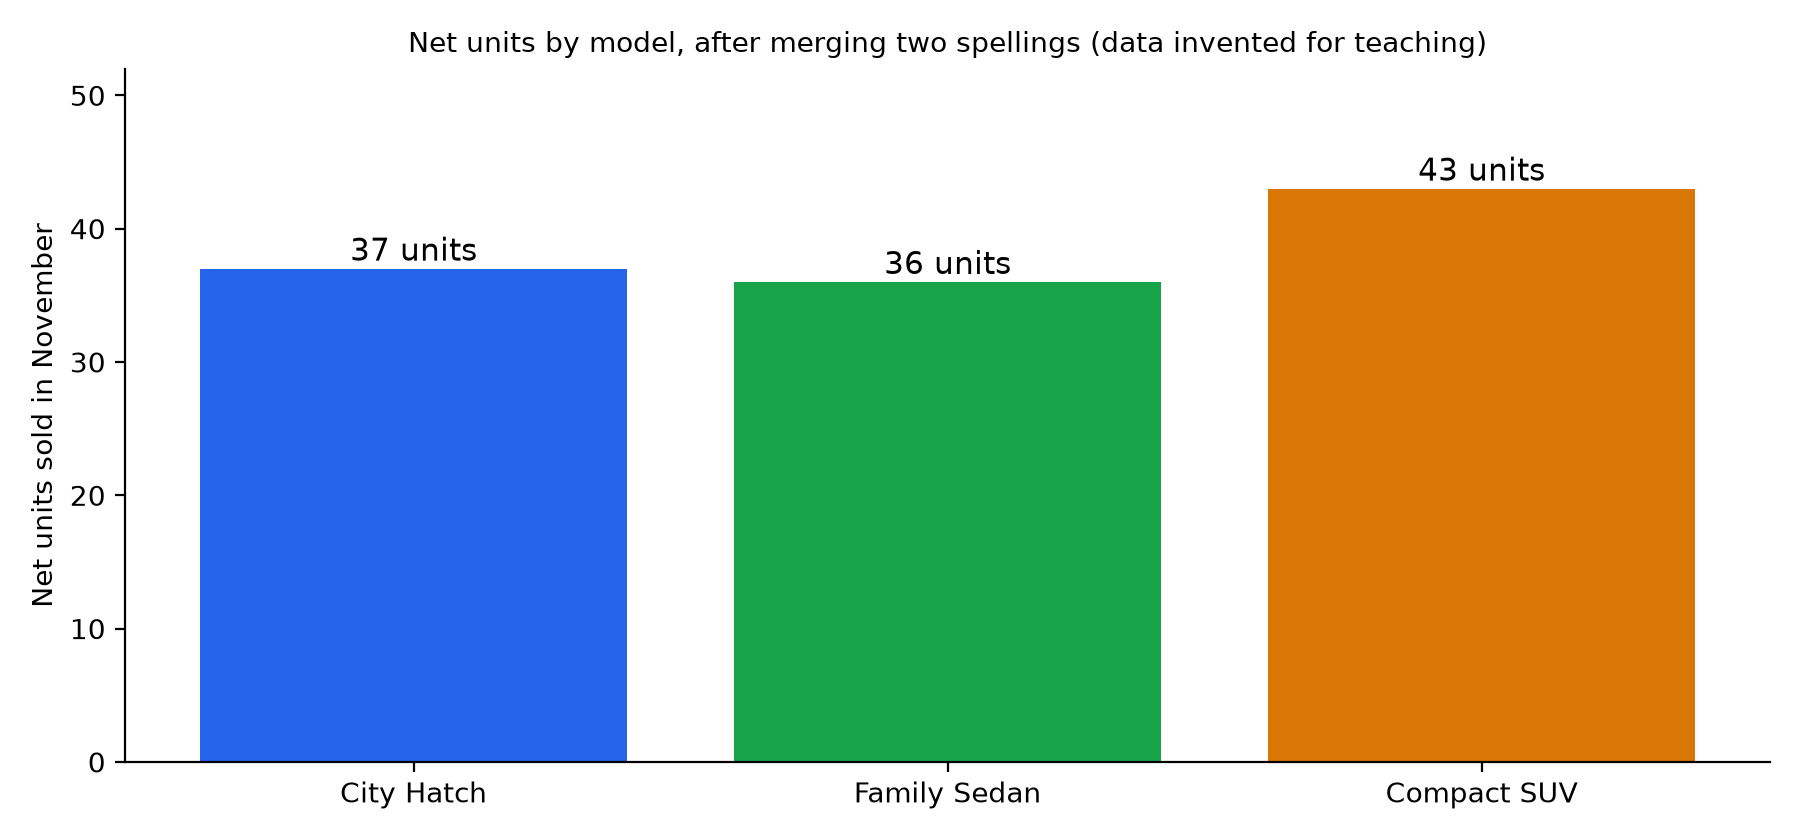 Net units by model, after merging two spellings (data invented for teaching)
Net units sold in November
50
40
30
20
10
0
37 units
36 units
43 units
City Hatch
Family Sedan
Compact SUV